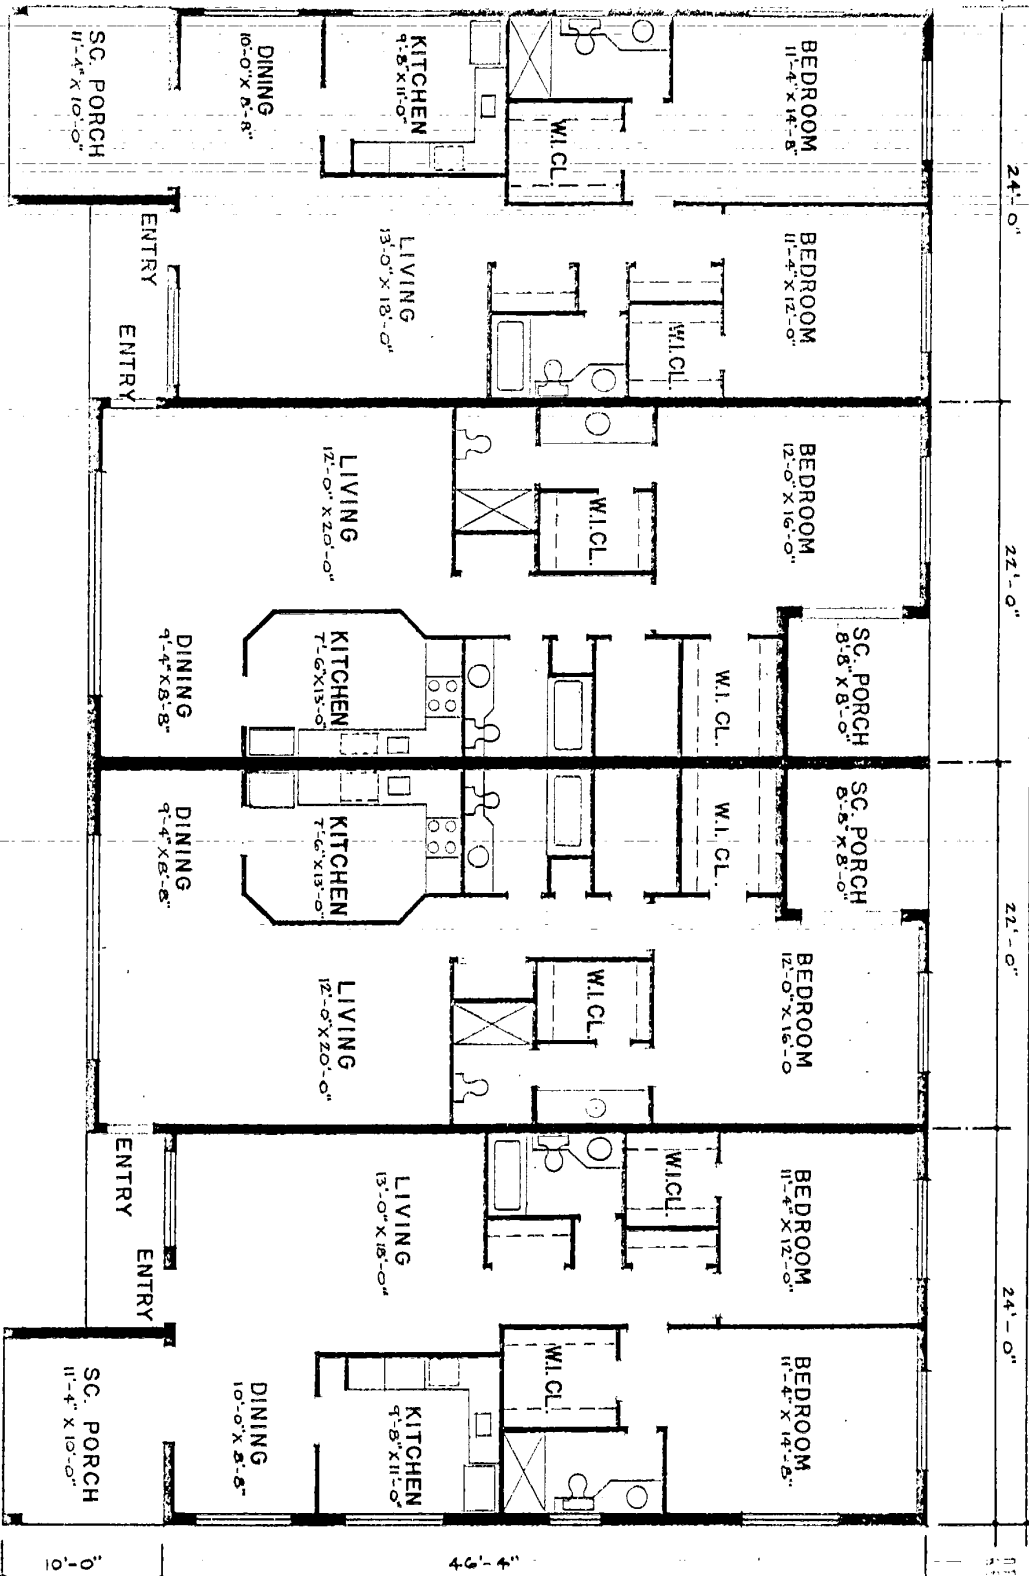 SC. PORCH
11'-4" X 10'-0"
DINING
10'-0" X 8'-8"
KITCHEN
9'-8" X 11'-0"
W.I.CL.
BEDROOM
11'-4" X 14'-8"
24'-0"
ENTRY
LIVING
13'-0" X 18'-0"
W.I.CL.
BEDROOM
11'-4" X 12'-0"
ENTRY
LIVING
12'-0" X 20'-0"
W.I.CL.
BEDROOM
12'-0" X 16'-0"
22'-0"
DINING
9'-4" X 8'-8"
KITCHEN
7'-6" X 13'-0"
W.I. CL.
SC. PORCH
8'-8" X 8'-0"
DINING
9'-4" X 8'-8"
KITCHEN
7'-6" X 13'-0"
W.I. CL.
SC. PORCH
8'-8" X 8'-0"
22'-0"
LIVING
12'-0" X 20'-0"
W.I.CL.
BEDROOM
12'-0" X 16'-0
ENTRY
LIVING
13'-0" X 18'-0"
W.I.CL.
BEDROOM
11'-4" X 12'-0"
ENTRY
24'-0"
SC. PORCH
11'-4" X 10'-0"
DINING
10'-0" X 8'-8"
KITCHEN
9'-8" X 11'-0"
W.I.CL.
BEDROOM
11'-4" X 14'-8"
10'-0"
46'-4"